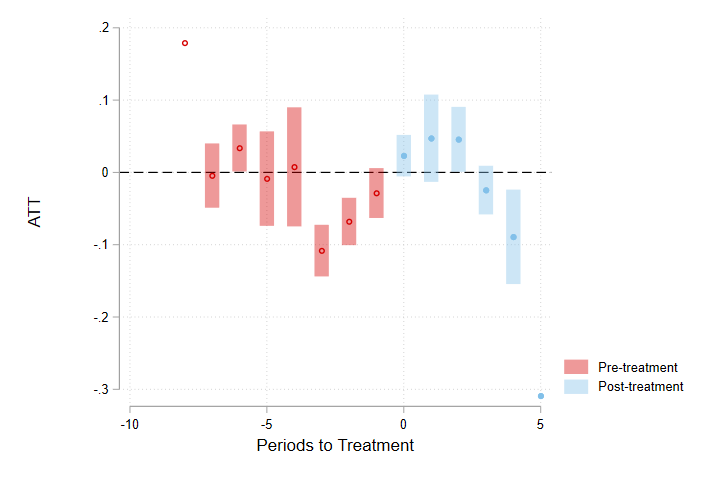 .2
.1
0
-.1
-.2
-.3
ATT
-10
-5
0
5
Periods to Treatment
Pre-treatment
Post-treatment